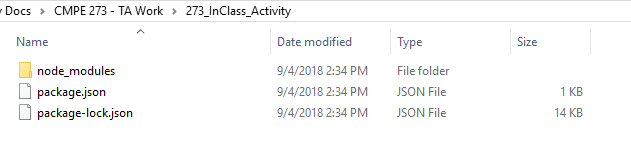 y Docs > CMPE 273 - TA Work > 273_InClass_Activity
Name Date modified Type Size
node_modules 9/4/2018 2:34 PM File folder
package.json 9/4/2018 2:34 PM JSON File 1 KB
package-lock.json 9/4/2018 2:34 PM JSON File 14 KB